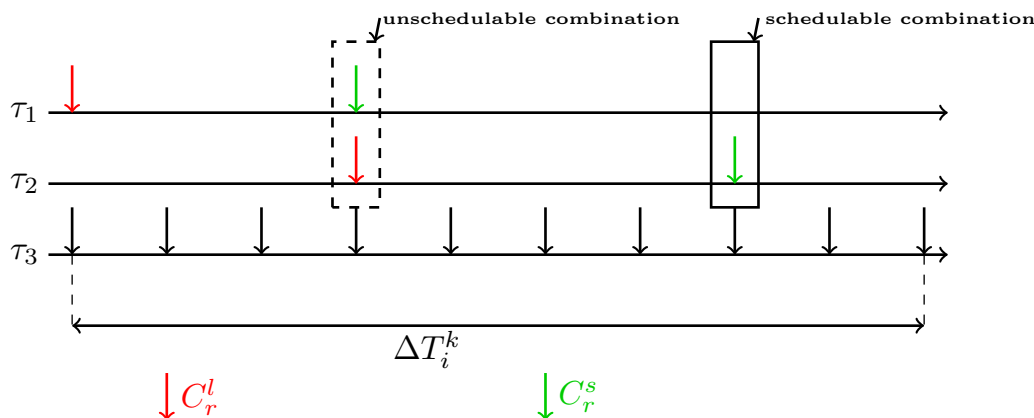 unschedulable combination
schedulable combination
τ1
τ2
τ3
ΔT_i^k
C_r^l
C_r^s